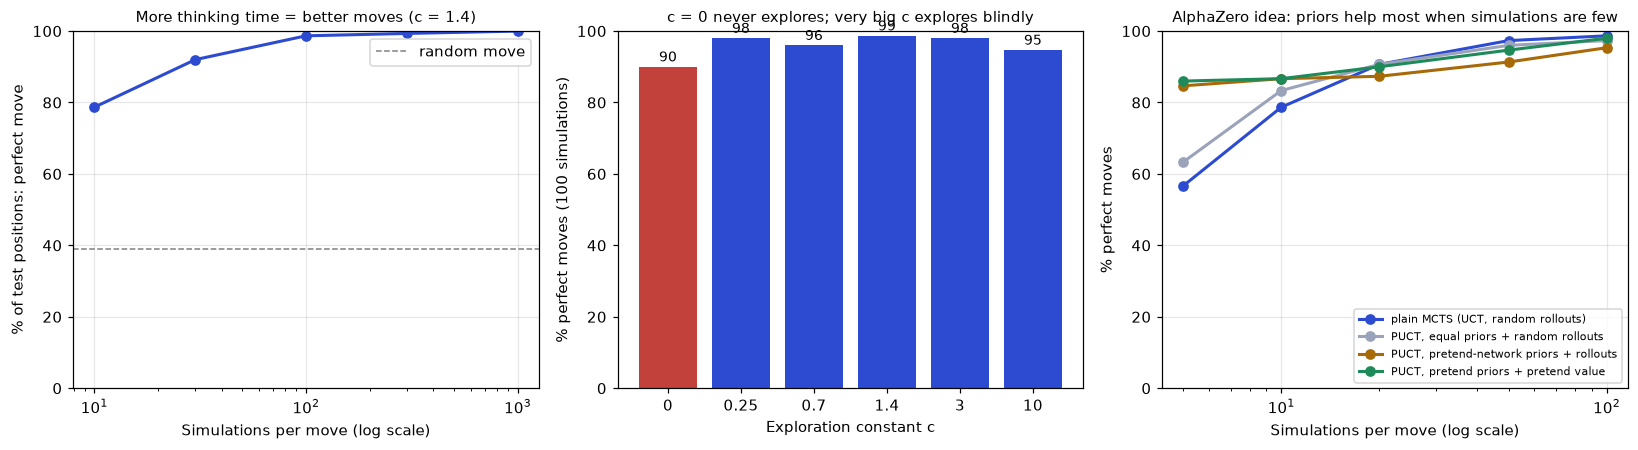 More thinking time = better moves (c = 1.4)
% of test positions: perfect move
100
80
60
40
20
0
random move
10¹
10²
10³
Simulations per move (log scale)
c = 0 never explores; very big c explores blindly
% perfect moves (100 simulations)
100
80
60
40
20
0
90
98
96
99
98
95
0
0.25
0.7
1.4
3
10
Exploration constant c
AlphaZero idea: priors help most when simulations are few
% perfect moves
100
80
60
40
20
0
plain MCTS (UCT, random rollouts)
PUCT, equal priors + random rollouts
PUCT, pretend-network priors + rollouts
PUCT, pretend priors + pretend value
10¹
10²
Simulations per move (log scale)